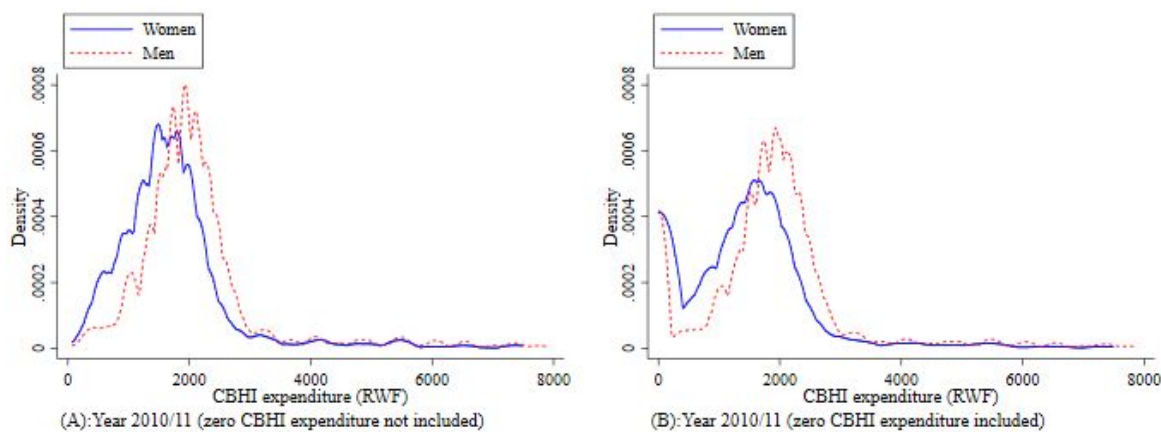 Women
Men
.0008
.0006
.0004
.0002
0
Density
0
2000
4000
6000
8000
CBHI expenditure (RWF)
(A):Year 2010/11 (zero CBHI expenditure not included)
Women
Men
.0008
.0006
.0004
.0002
0
Density
0
2000
4000
6000
8000
CBHI expenditure (RWF)
(B):Year 2010/11 (zero CBHI expenditure included)